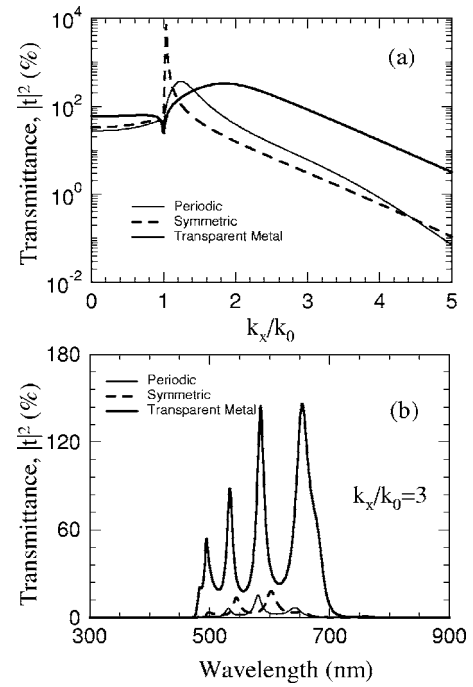 10^4
(a)
10^2
10^0
10^-2
Transmittance, |t|^2 (%)
Periodic
Symmetric
Transparent Metal
0 1 2 3 4 5
k_x/k_0
180
120
60
0
Transmittance, |t|^2 (%)
Periodic
Symmetric
Transparent Metal
(b)
k_x/k_0=3
300 500 700 900
Wavelength (nm)